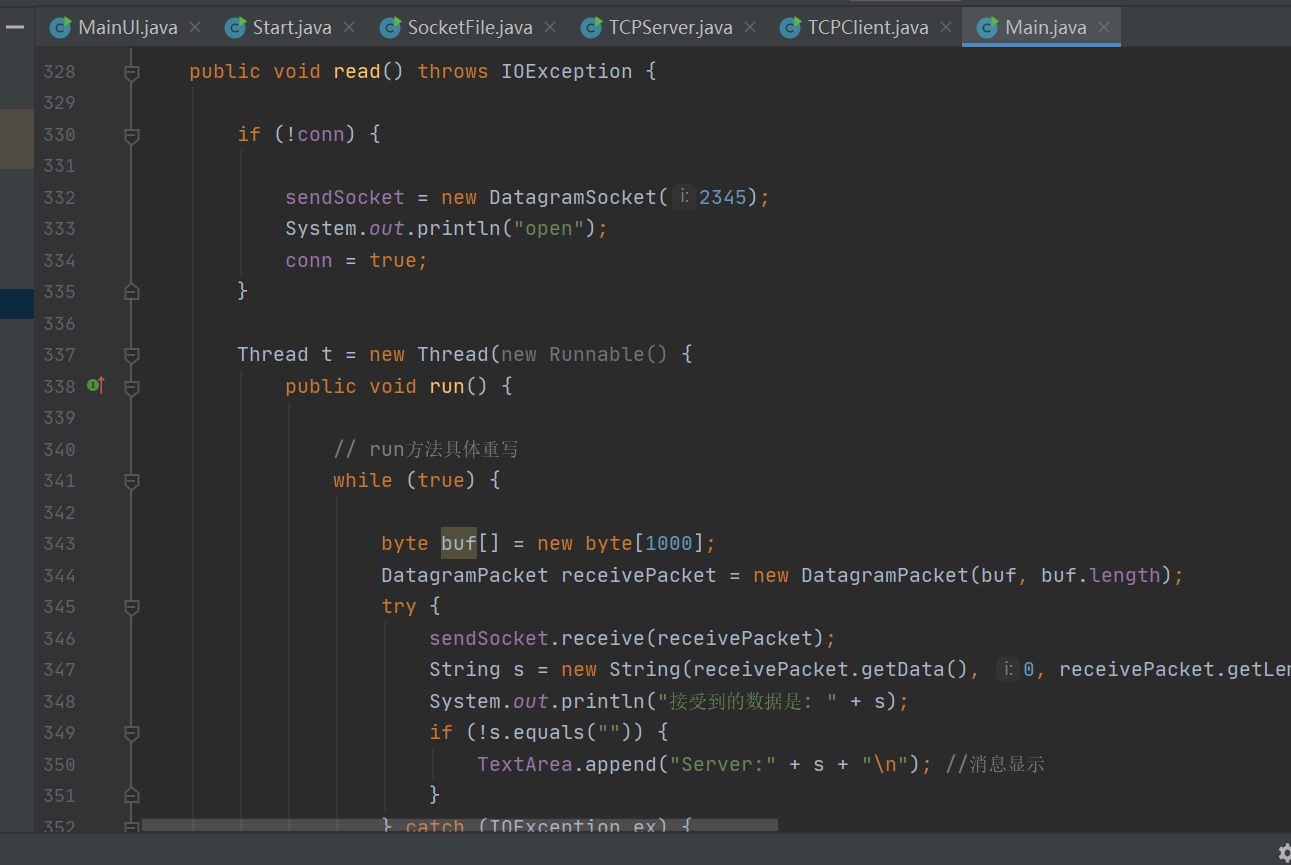 MainUI.java Start.java SocketFile.java TCPServer.java TCPClient.java Main.java
328 public void read() throws IOException {
329
330 if (!conn) {
331
332 sendSocket = new DatagramSocket( i: 2345);
333 System.out.println("open");
334 conn = true;
335 }
336
337 Thread t = new Thread(new Runnable() {
338 public void run() {
339
340 // run方法具体重写
341 while (true) {
342
343 byte buf[] = new byte[1000];
344 DatagramPacket receivePacket = new DatagramPacket(buf, buf.length);
345 try {
346 sendSocket.receive(receivePacket);
347 String s = new String(receivePacket.getData(), i: 0, receivePacket.getLen
348 System.out.println("接受到的数据是: " + s);
349 if (!s.equals("")) {
350 TextArea.append("Server:" + s + "\n"); //消息显示
351 }
352 } catch (IOException ex) {